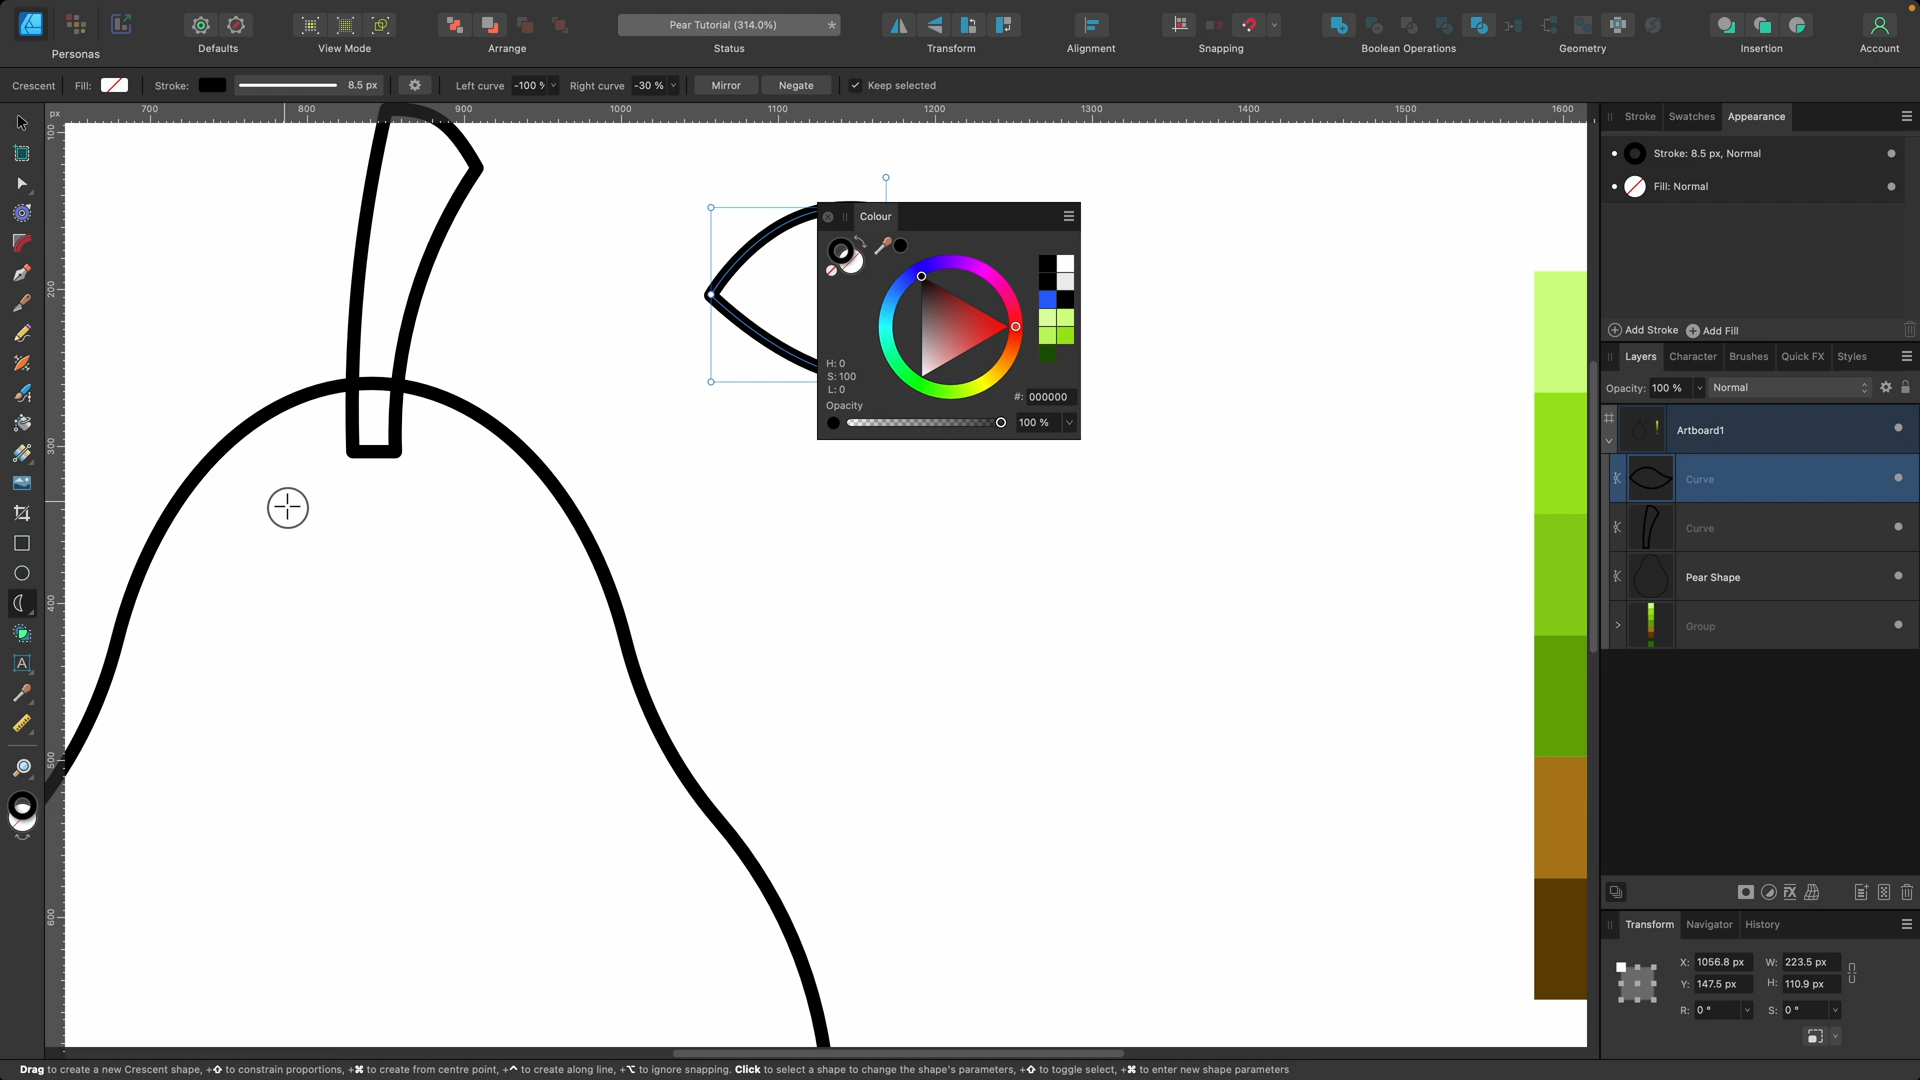 Personas
Defaults
View Mode
Arrange
Pear Tutorial (314.0%)
*
Status
Transform
Alignment
Snapping
Boolean Operations
Geometry
Insertion
Account
Crescent
Fill:
Stroke:
8.5 px
Left curve
-100 %
Right curve
-30 %
Mirror
Negate
Keep selected
px
700
800
900
1000
1100
1200
1300
1400
1500
1600
100
200
300
400
500
600
Colour
H: 0
S: 100
L: 0
#: 000000
Opacity
100 %
Stroke
Swatches
Appearance
Stroke: 8.5 px, Normal
Fill: Normal
Add Stroke
Add Fill
Layers
Character
Brushes
Quick FX
Styles
Opacity: 100 %
Normal
Artboard1
Curve
Curve
Pear Shape
Group
Transform
Navigator
History
X: 1056.8 px
W: 223.5 px
Y: 147.5 px
H: 110.9 px
R: 0 °
S: 0 °
Drag to create a new Crescent shape, +⇧ to constrain proportions, +⌘ to create from centre point, +⌃ to create along line, +⌥ to ignore snapping. Click to select a shape to change the shape's parameters, +⇧ to toggle select, +⌘ to enter new shape parameters